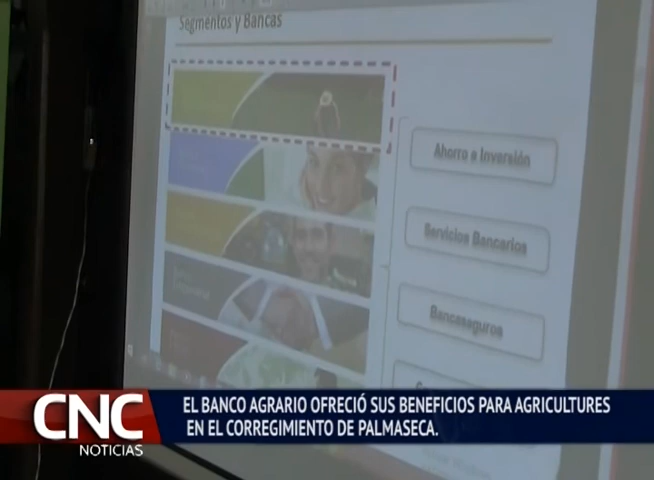 Segmentos y Bancas
Ahorro e Inversión
Servicios Bancarios
Bancaseguros
EL BANCO AGRARIO OFRECIÓ SUS BENEFICIOS PARA AGRICULTURES
EN EL CORREGIMIENTO DE PALMASECA.
CNC
NOTICIAS